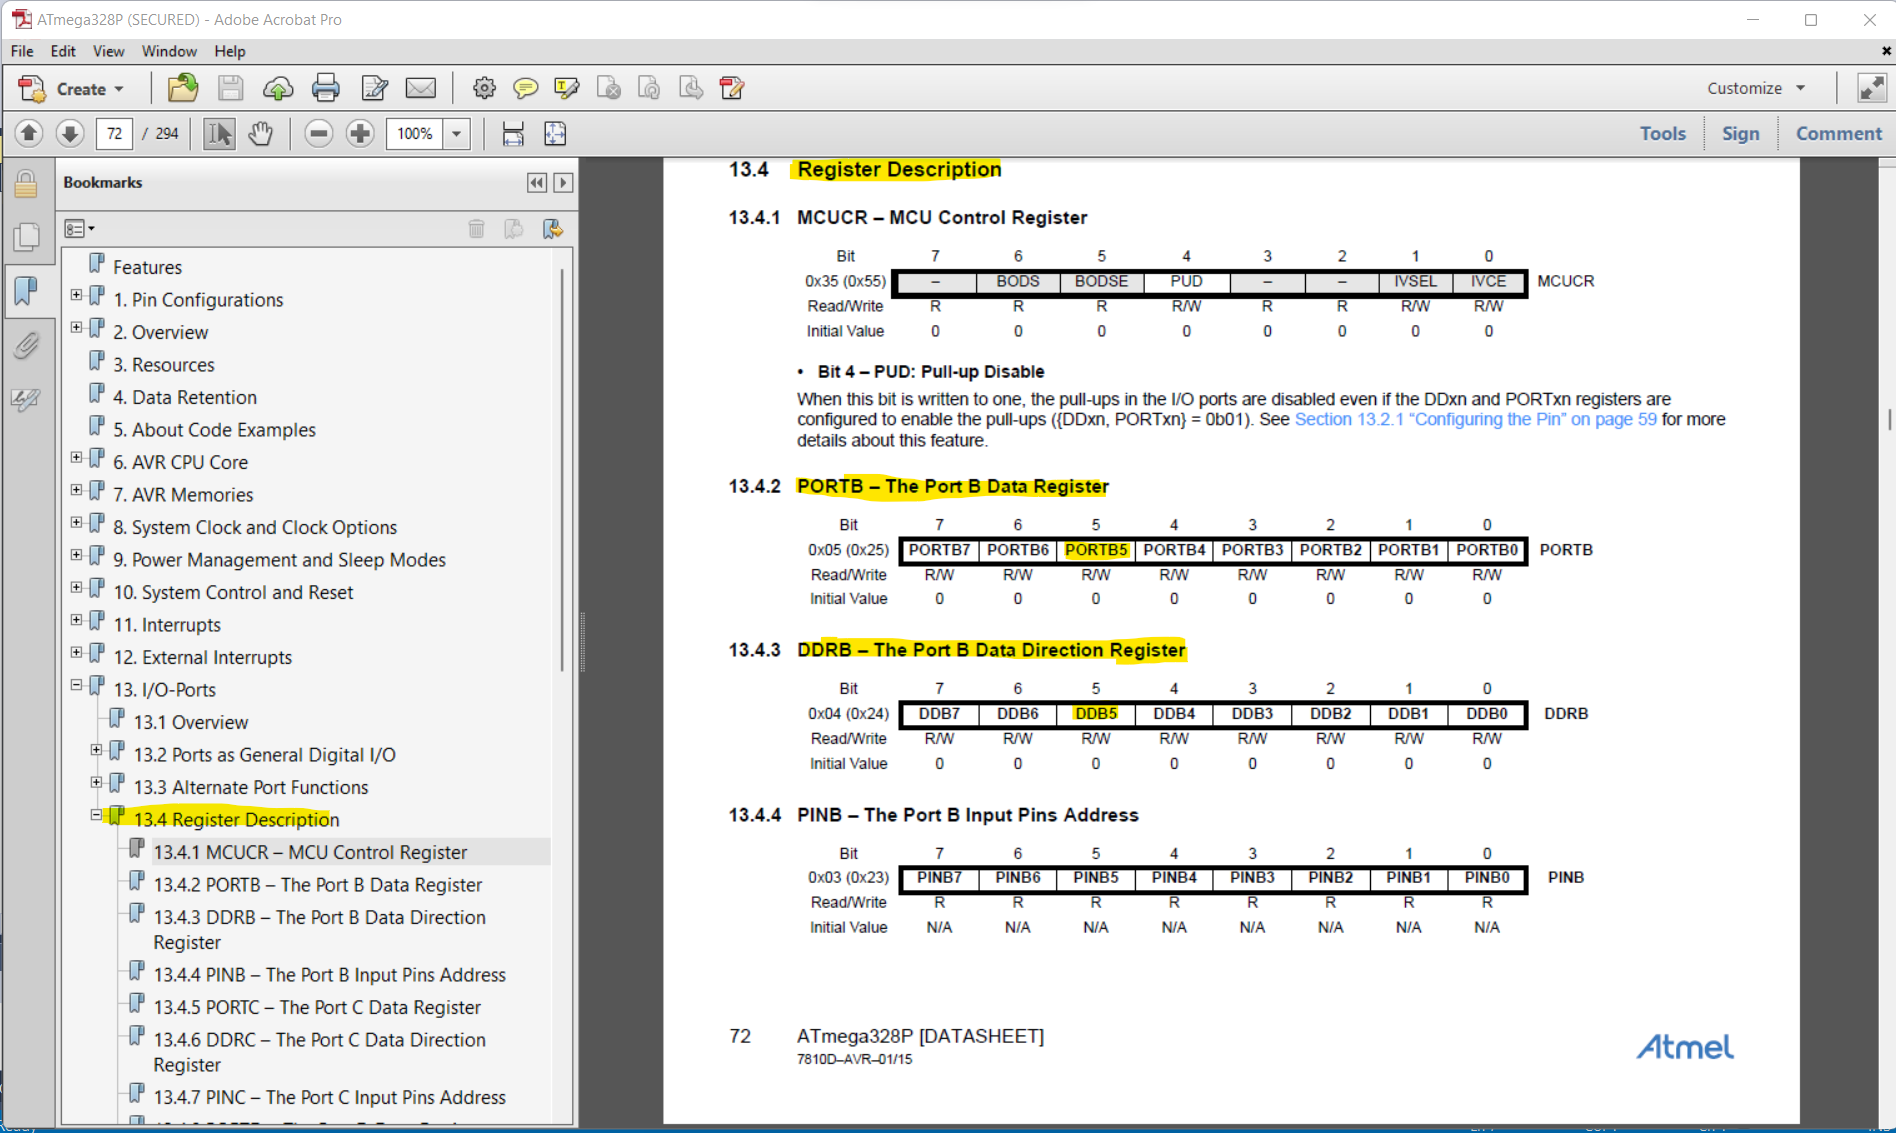 ATmega328P (SECURED) - Adobe Acrobat Pro
File Edit View Window Help
Create
Customize
72 / 294
100%
Tools Sign Comment
Bookmarks
Features
1. Pin Configurations
2. Overview
3. Resources
4. Data Retention
5. About Code Examples
6. AVR CPU Core
7. AVR Memories
8. System Clock and Clock Options
9. Power Management and Sleep Modes
10. System Control and Reset
11. Interrupts
12. External Interrupts
13. I/O-Ports
13.1 Overview
13.2 Ports as General Digital I/O
13.3 Alternate Port Functions
13.4 Register Description
13.4.1 MCUCR – MCU Control Register
13.4.2 PORTB – The Port B Data Register
13.4.3 DDRB – The Port B Data Direction
Register
13.4.4 PINB – The Port B Input Pins Address
13.4.5 PORTC – The Port C Data Register
13.4.6 DDRC – The Port C Data Direction
Register
13.4.7 PINC – The Port C Input Pins Address
13.4 Register Description
13.4.1 MCUCR – MCU Control Register
Bit 7 6 5 4 3 2 1 0
0x35 (0x55) – BODS BODSE PUD – – IVSEL IVCE MCUCR
Read/Write R R R R/W R R R/W R/W
Initial Value 0 0 0 0 0 0 0 0
• Bit 4 – PUD: Pull-up Disable
When this bit is written to one, the pull-ups in the I/O ports are disabled even if the DDxn and PORTxn registers are
configured to enable the pull-ups ({DDxn, PORTxn} = 0b01). See Section 13.2.1 “Configuring the Pin” on page 59 for more
details about this feature.
13.4.2 PORTB – The Port B Data Register
Bit 7 6 5 4 3 2 1 0
0x05 (0x25) PORTB7 PORTB6 PORTB5 PORTB4 PORTB3 PORTB2 PORTB1 PORTB0 PORTB
Read/Write R/W R/W R/W R/W R/W R/W R/W R/W
Initial Value 0 0 0 0 0 0 0 0
13.4.3 DDRB – The Port B Data Direction Register
Bit 7 6 5 4 3 2 1 0
0x04 (0x24) DDB7 DDB6 DDB5 DDB4 DDB3 DDB2 DDB1 DDB0 DDRB
Read/Write R/W R/W R/W R/W R/W R/W R/W R/W
Initial Value 0 0 0 0 0 0 0 0
13.4.4 PINB – The Port B Input Pins Address
Bit 7 6 5 4 3 2 1 0
0x03 (0x23) PINB7 PINB6 PINB5 PINB4 PINB3 PINB2 PINB1 PINB0 PINB
Read/Write R R R R R R R R
Initial Value N/A N/A N/A N/A N/A N/A N/A N/A
72 ATmega328P [DATASHEET]
7810D–AVR–01/15
Atmel